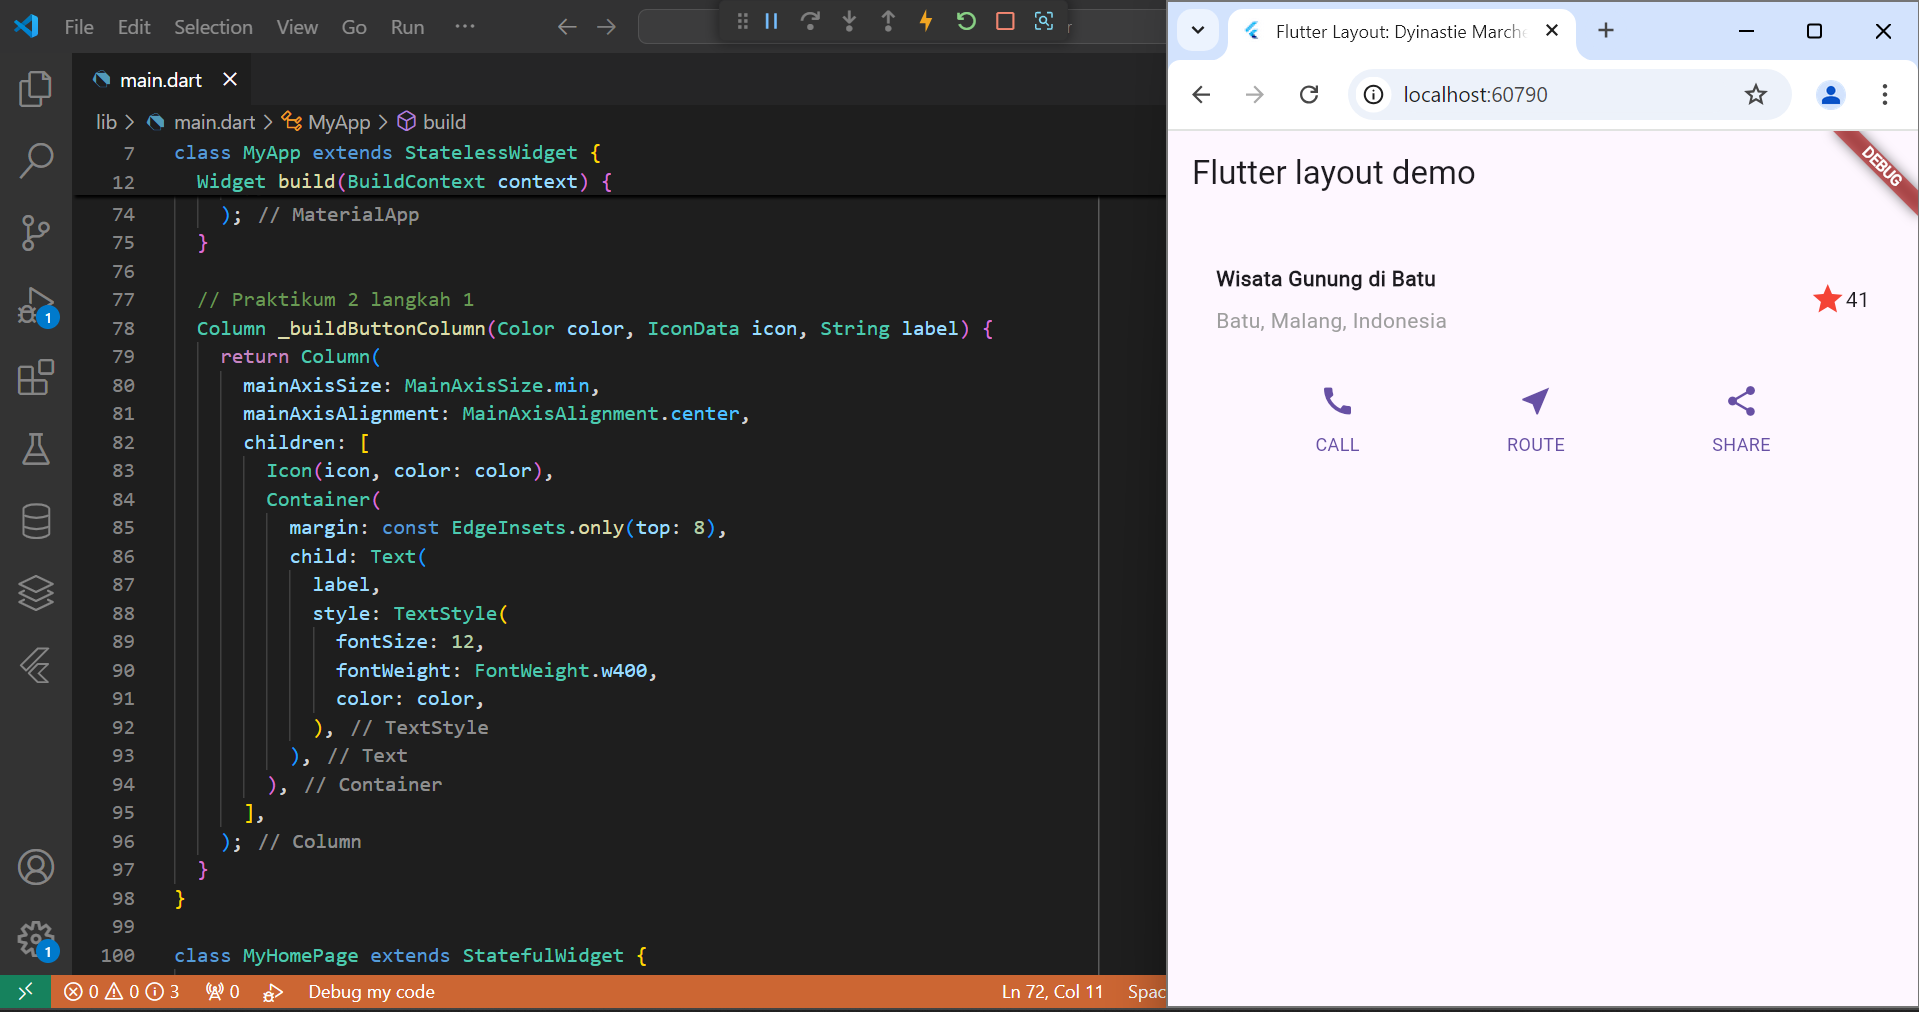 File Edit Selection View Go Run ···
main.dart
lib > main.dart > MyApp > build
7 class MyApp extends StatelessWidget {
12 Widget build(BuildContext context) {
74 ); // MaterialApp
75 }
76
77 // Praktikum 2 langkah 1
78 Column _buildButtonColumn(Color color, IconData icon, String label) {
79 return Column(
80 mainAxisSize: MainAxisSize.min,
81 mainAxisAlignment: MainAxisAlignment.center,
82 children: [
83 Icon(icon, color: color),
84 Container(
85 margin: const EdgeInsets.only(top: 8),
86 child: Text(
87 label,
88 style: TextStyle(
89 fontSize: 12,
90 fontWeight: FontWeight.w400,
91 color: color,
92 ), // TextStyle
93 ), // Text
94 ), // Container
95 ],
96 ); // Column
97 }
98 }
99
100 class MyHomePage extends StatefulWidget {
1
1
0 0 3 0 Debug my code Ln 72, Col 11 Spac
Flutter Layout: Dyinastie Marche
localhost:60790
DEBUG
Flutter layout demo
Wisata Gunung di Batu
Batu, Malang, Indonesia
41
CALL ROUTE SHARE